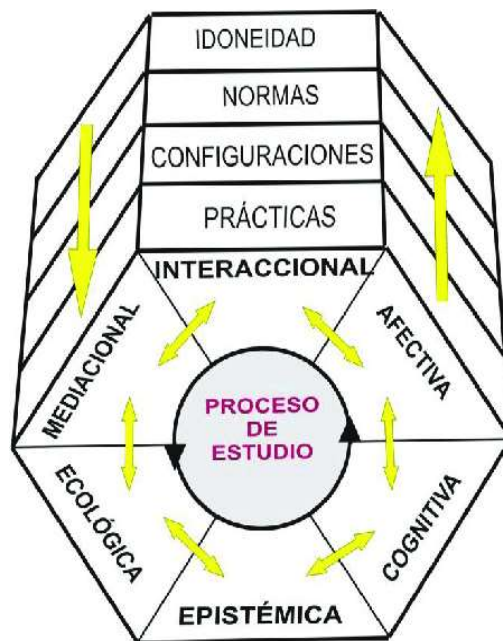 IDONEIDAD
NORMAS
CONFIGURACIONES
PRÁCTICAS
INTERACCIONAL
MEDIACIONAL
AFECTIVA
PROCESO
DE
ESTUDIO
ECOLÓGICA
COGNITIVA
EPISTÉMICA